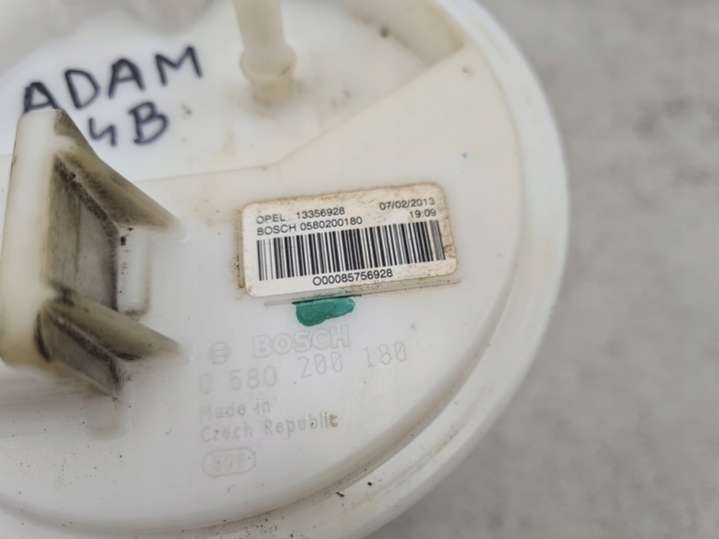 ADAM
4B
OPEL 13356928 07/02/2013
BOSCH 0580200180 19:09
O00085756928
BOSCH
0 580 200 180
Made in
Czech Republic